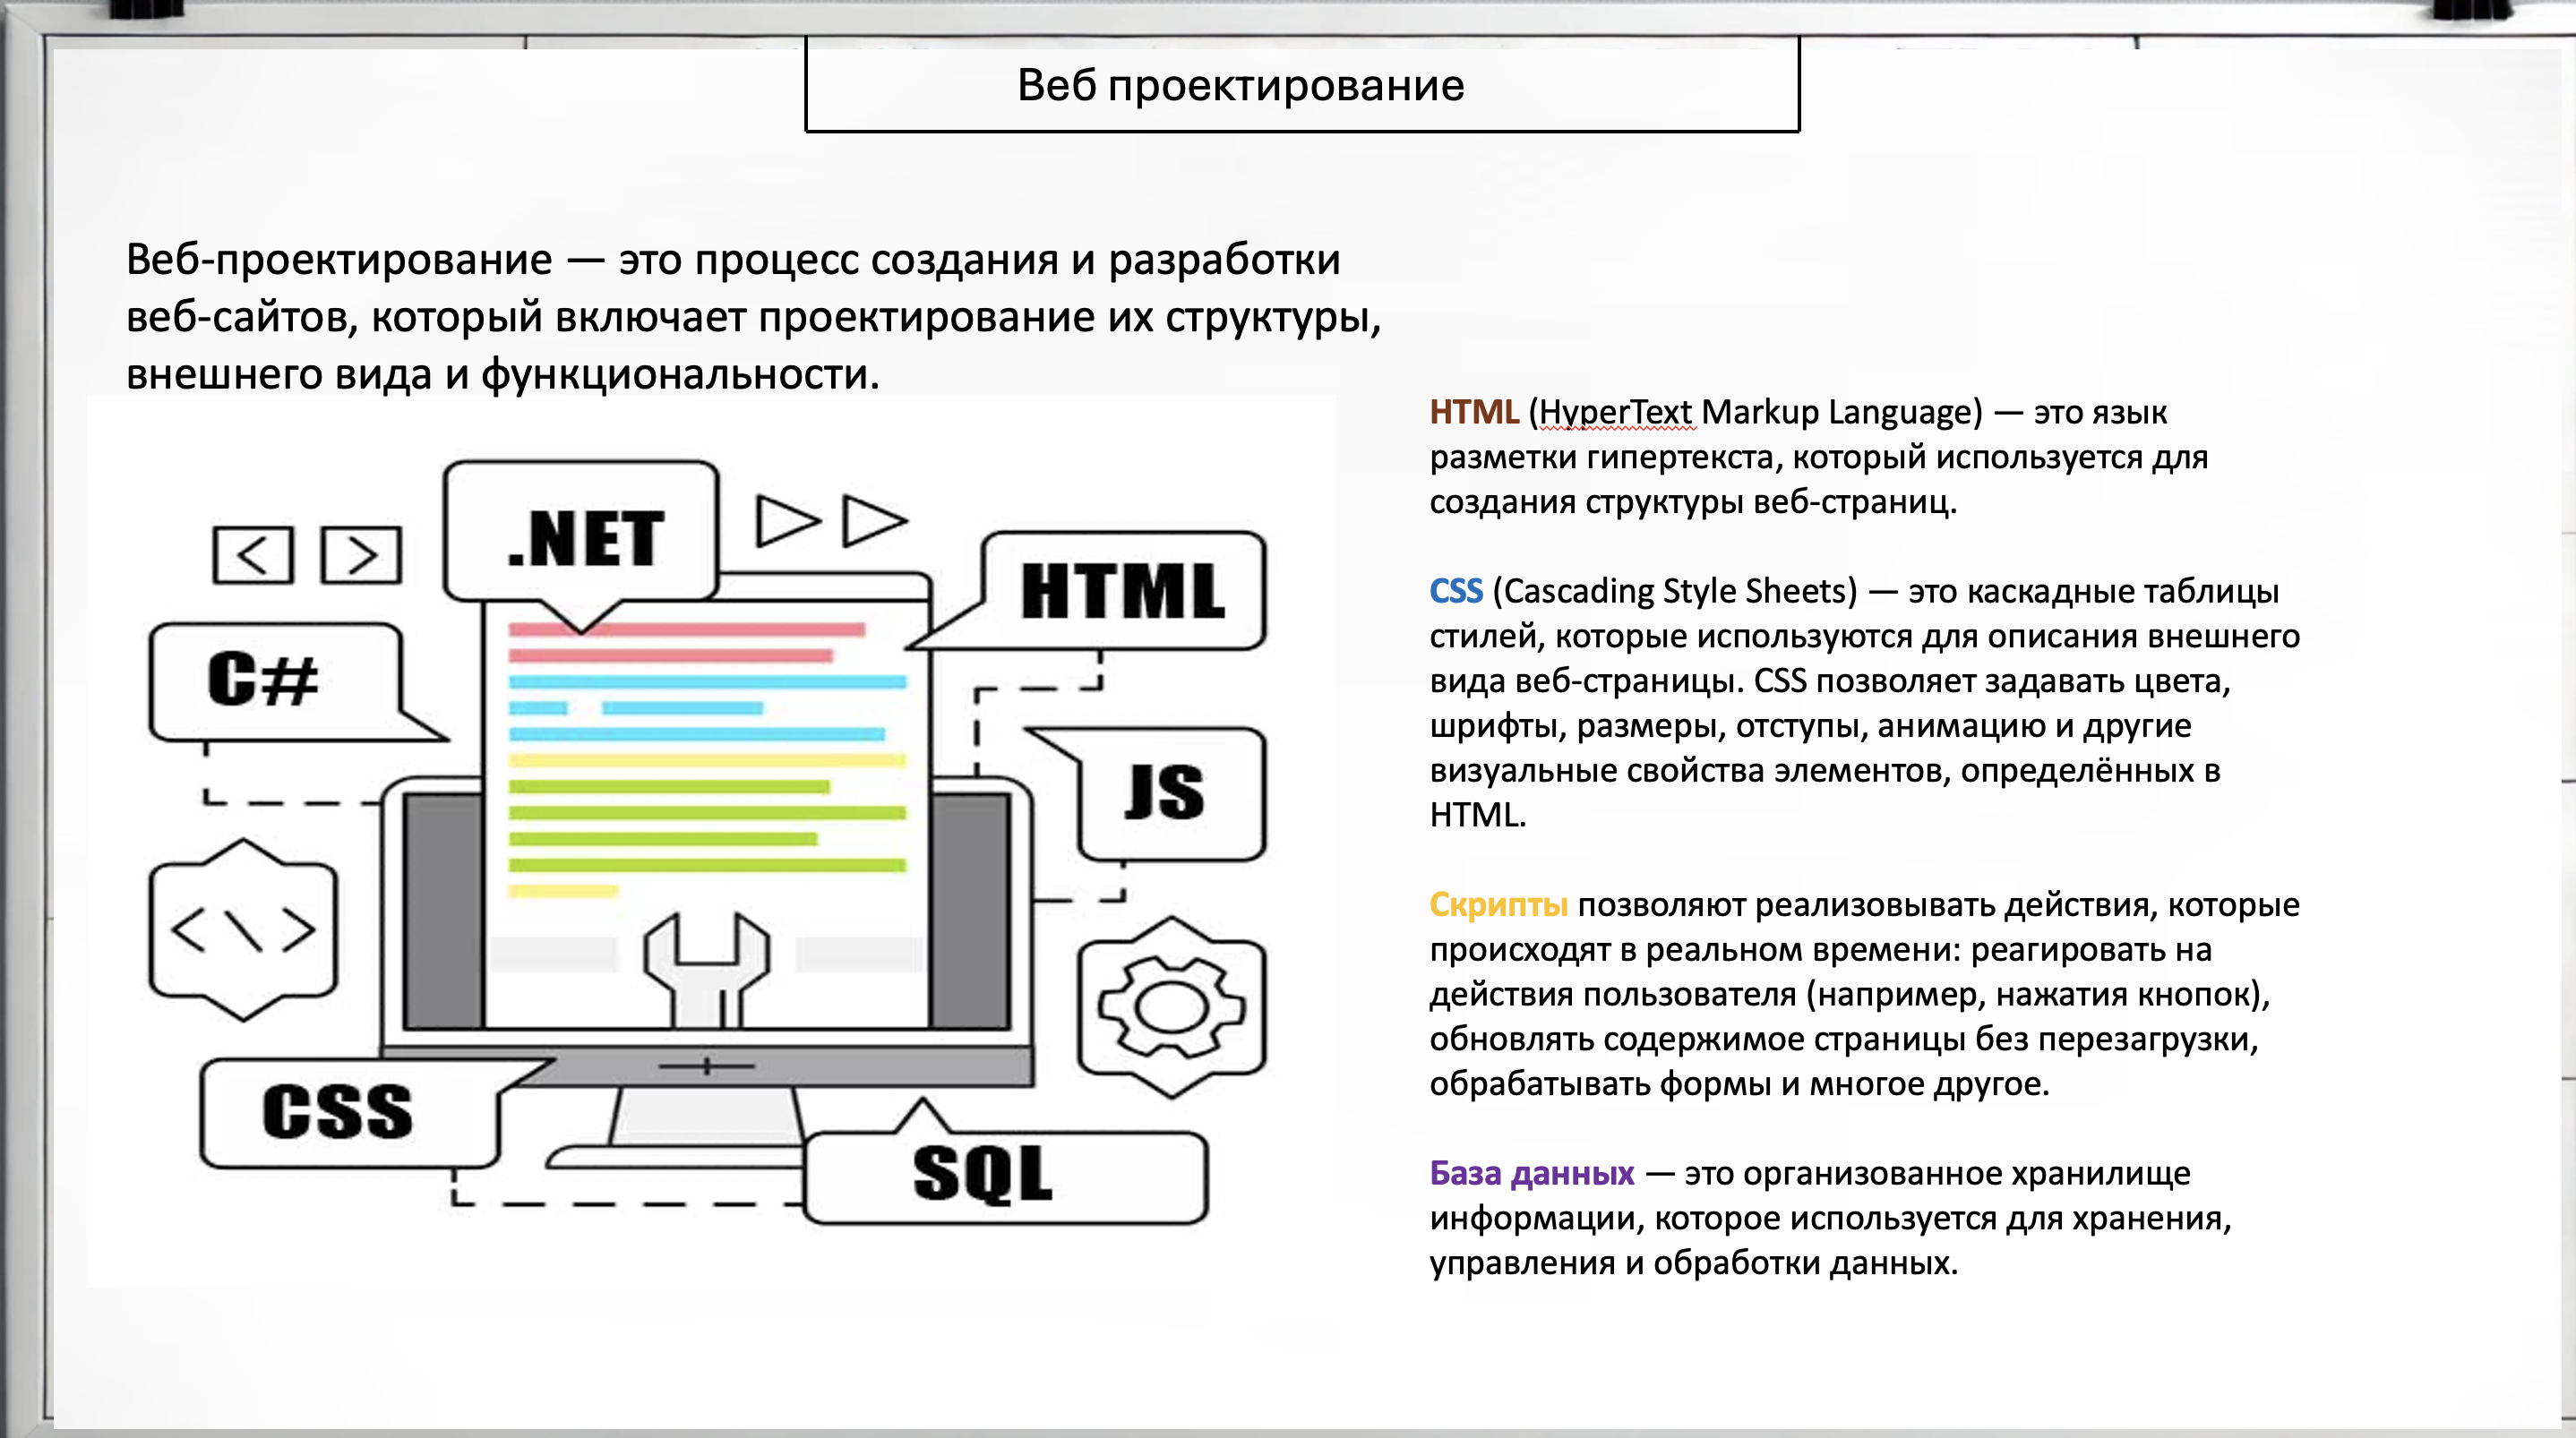 Веб проектирование
Веб-проектирование — это процесс создания и разработки
веб-сайтов, который включает проектирование их структуры,
внешнего вида и функциональности.
.NET
< >
HTML
C#
JS
<\>
CSS
SQL
HTML (HyperText Markup Language) — это язык
разметки гипертекста, который используется для
создания структуры веб-страниц.
CSS (Cascading Style Sheets) — это каскадные таблицы
стилей, которые используются для описания внешнего
вида веб-страницы. CSS позволяет задавать цвета,
шрифты, размеры, отступы, анимацию и другие
визуальные свойства элементов, определённых в
HTML.
Скрипты позволяют реализовывать действия, которые
происходят в реальном времени: реагировать на
действия пользователя (например, нажатия кнопок),
обновлять содержимое страницы без перезагрузки,
обрабатывать формы и многое другое.
База данных — это организованное хранилище
информации, которое используется для хранения,
управления и обработки данных.